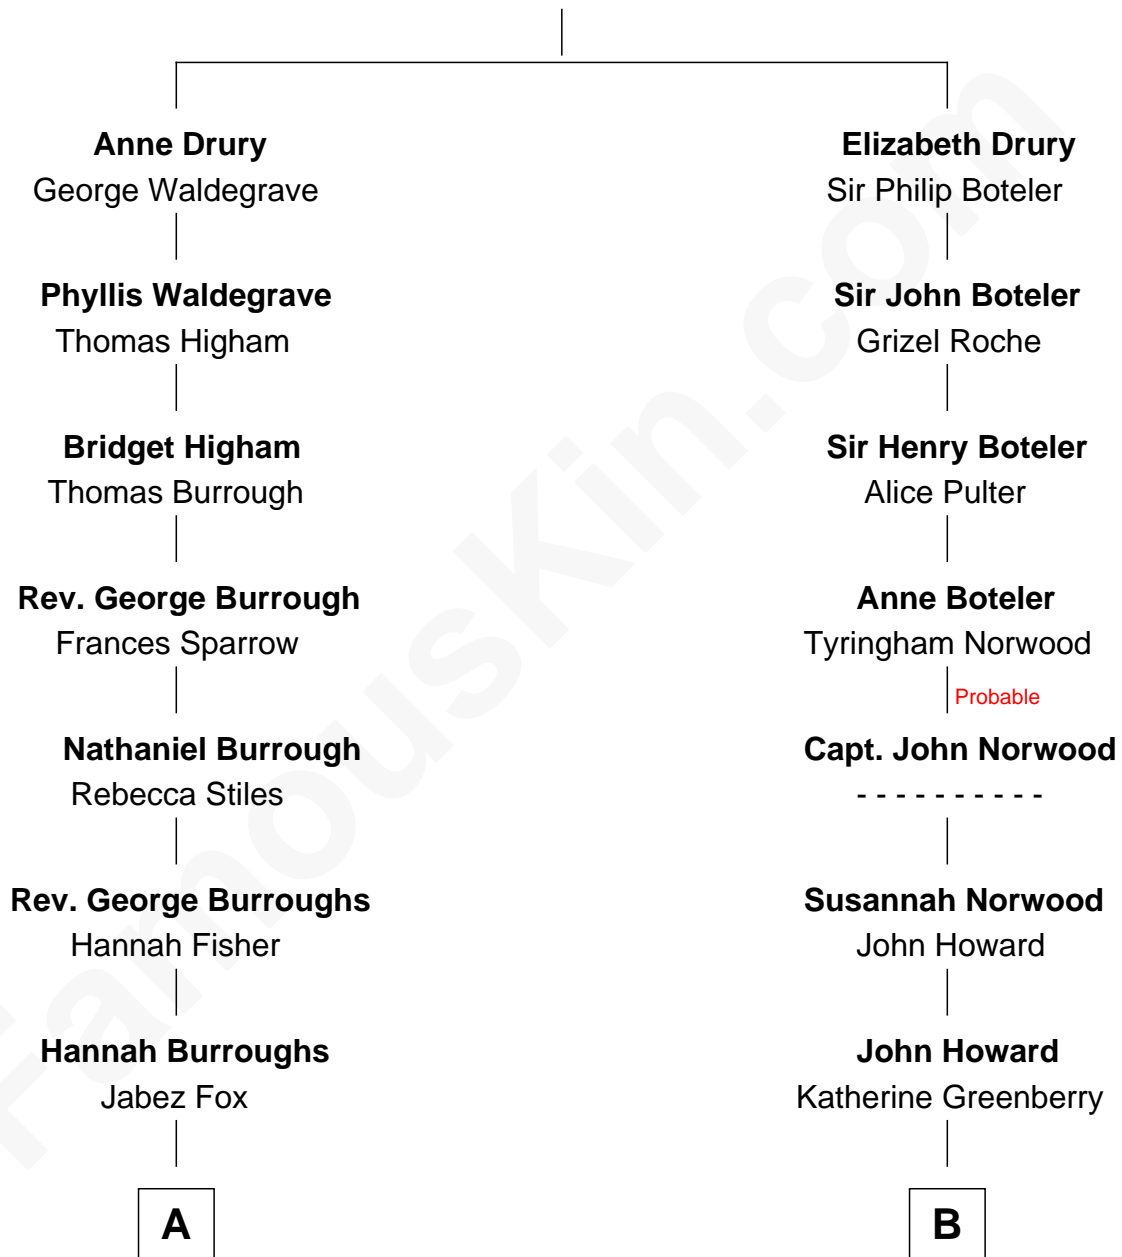 Anne Drury
George Waldegrave
Elizabeth Drury
Sir Philip Boteler
Phyllis Waldegrave
Thomas Higham
Sir John Boteler
Grizel Roche
Bridget Higham
Thomas Burrough
Sir Henry Boteler
Alice Pulter
Rev. George Burrough
Frances Sparrow
Anne Boteler
Tyringham Norwood
Probable
Nathaniel Burrough
Rebecca Stiles
Capt. John Norwood
- - - - - - - - - -
Rev. George Burroughs
Hannah Fisher
Susannah Norwood
John Howard
Hannah Burroughs
Jabez Fox
John Howard
Katherine Greenberry
A
B
FamousKin.com